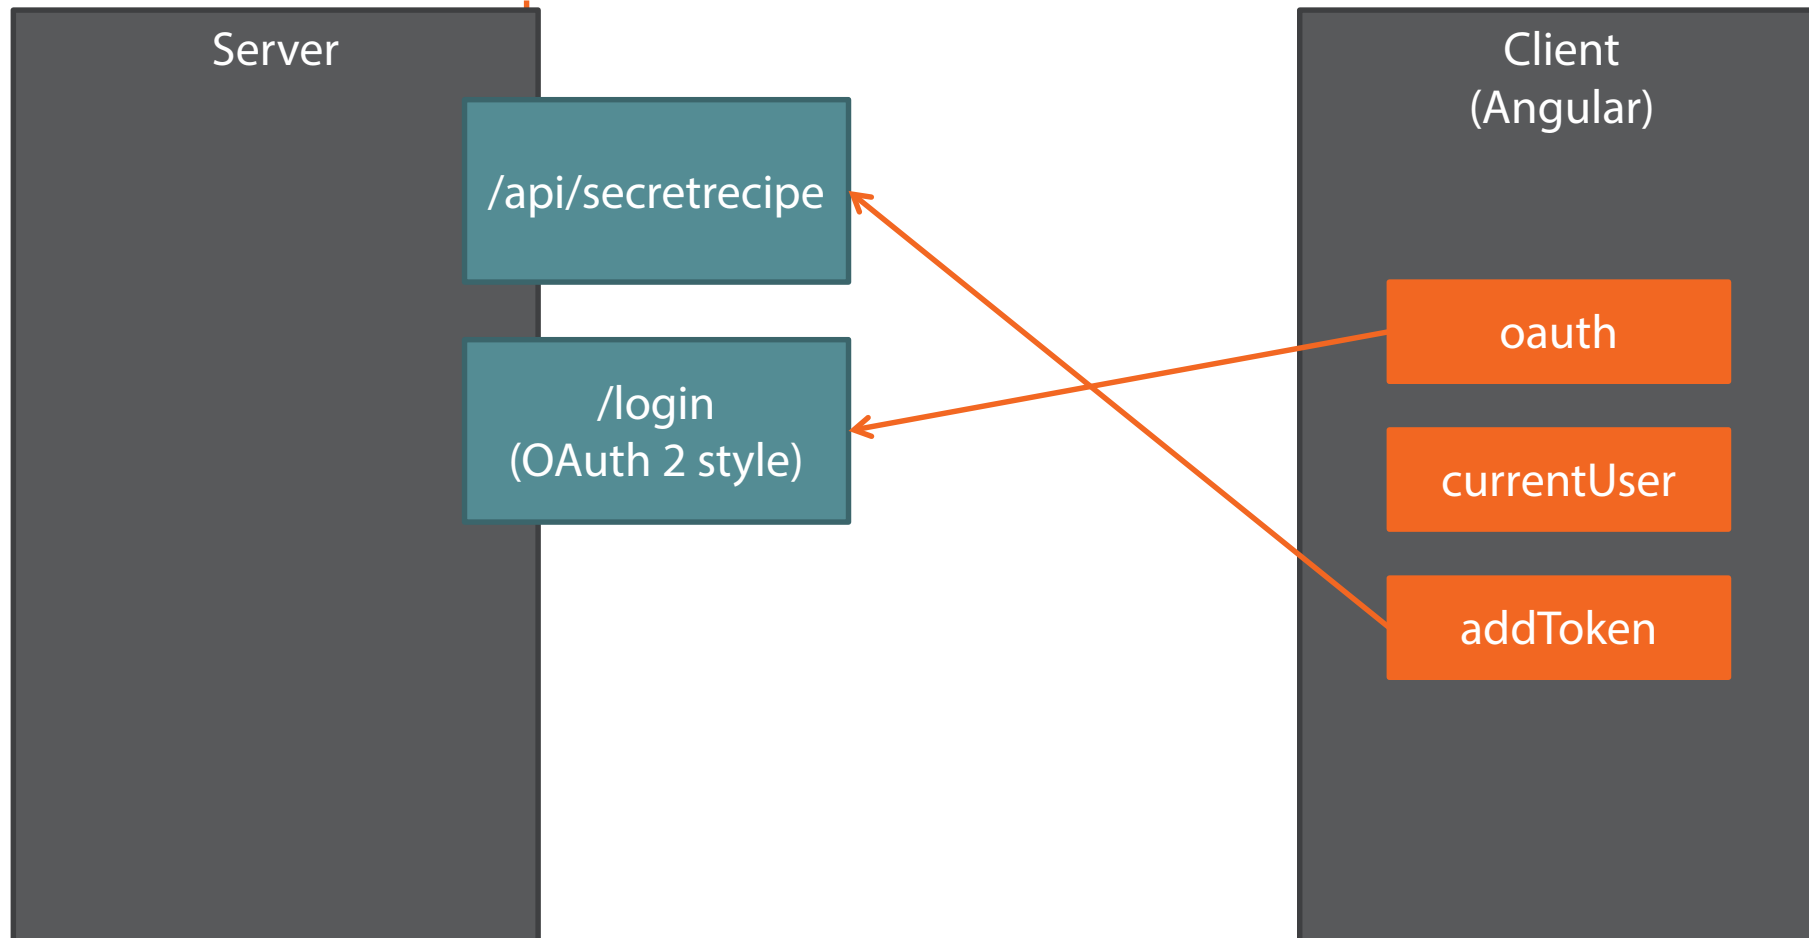 Server
/api/secretrecipe
/login
(OAuth 2 style)
Client
(Angular)
oauth
currentUser
addToken